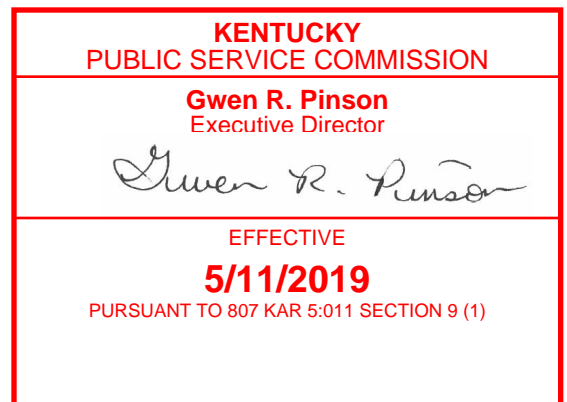 KENTUCKY
PUBLIC SERVICE COMMISSION
Gwen R. Pinson
Executive Director
Gwen R. Pinson
EFFECTIVE
5/11/2019
PURSUANT TO 807 KAR 5:011 SECTION 9 (1)